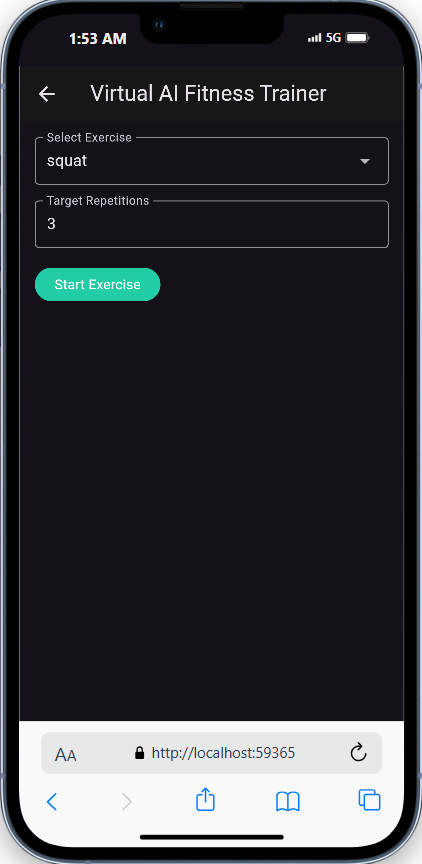 1:53 AM 5G
Virtual AI Fitness Trainer
Select Exercise
squat
Target Repetitions
3
Start Exercise
AA http://localhost:59365